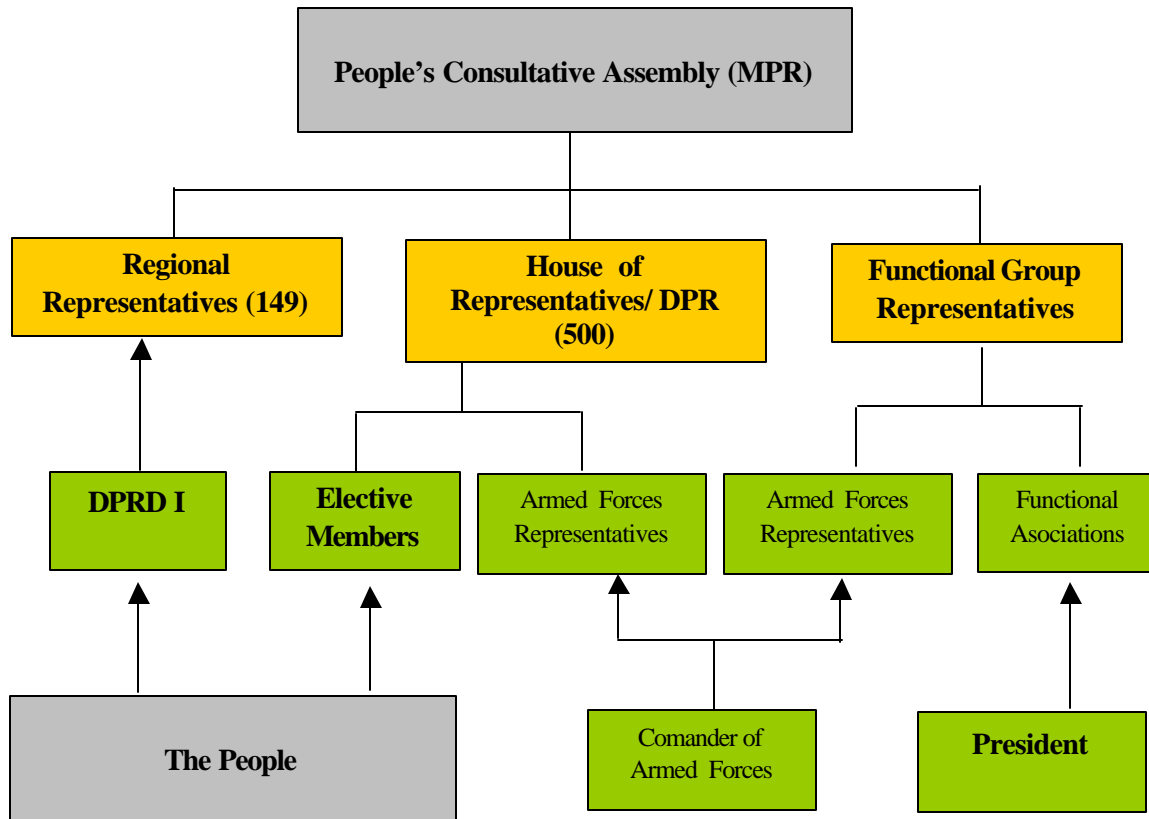 People’s Consultative Assembly (MPR)
Regional
Representatives (149)
House of
Representatives/ DPR
(500)
Functional Group
Representatives
DPRD I
Elective
Members
Armed Forces
Representatives
Armed Forces
Representatives
Functional
Asociations
The People
Comander of
Armed Forces
President